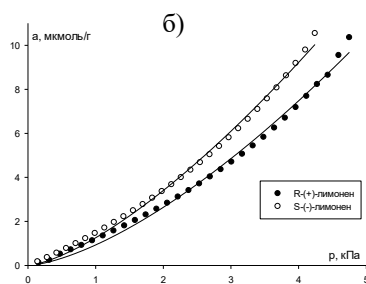 б)
a, мкмоль/г
10
8
6
4
2
0
R-(+)-лимонен
S-(-)-лимонен
0 1 2 3 4 5
p, кПа